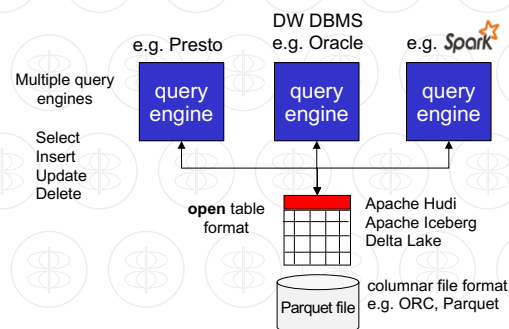 DW DBMS
e.g. Presto
e.g. Oracle
e.g. Spark
Multiple query
engines
query
engine
query
engine
query
engine
Select
Insert
Update
Delete
open table
format
Apache Hudi
Apache Iceberg
Delta Lake
Parquet file
columnar file format
e.g. ORC, Parquet